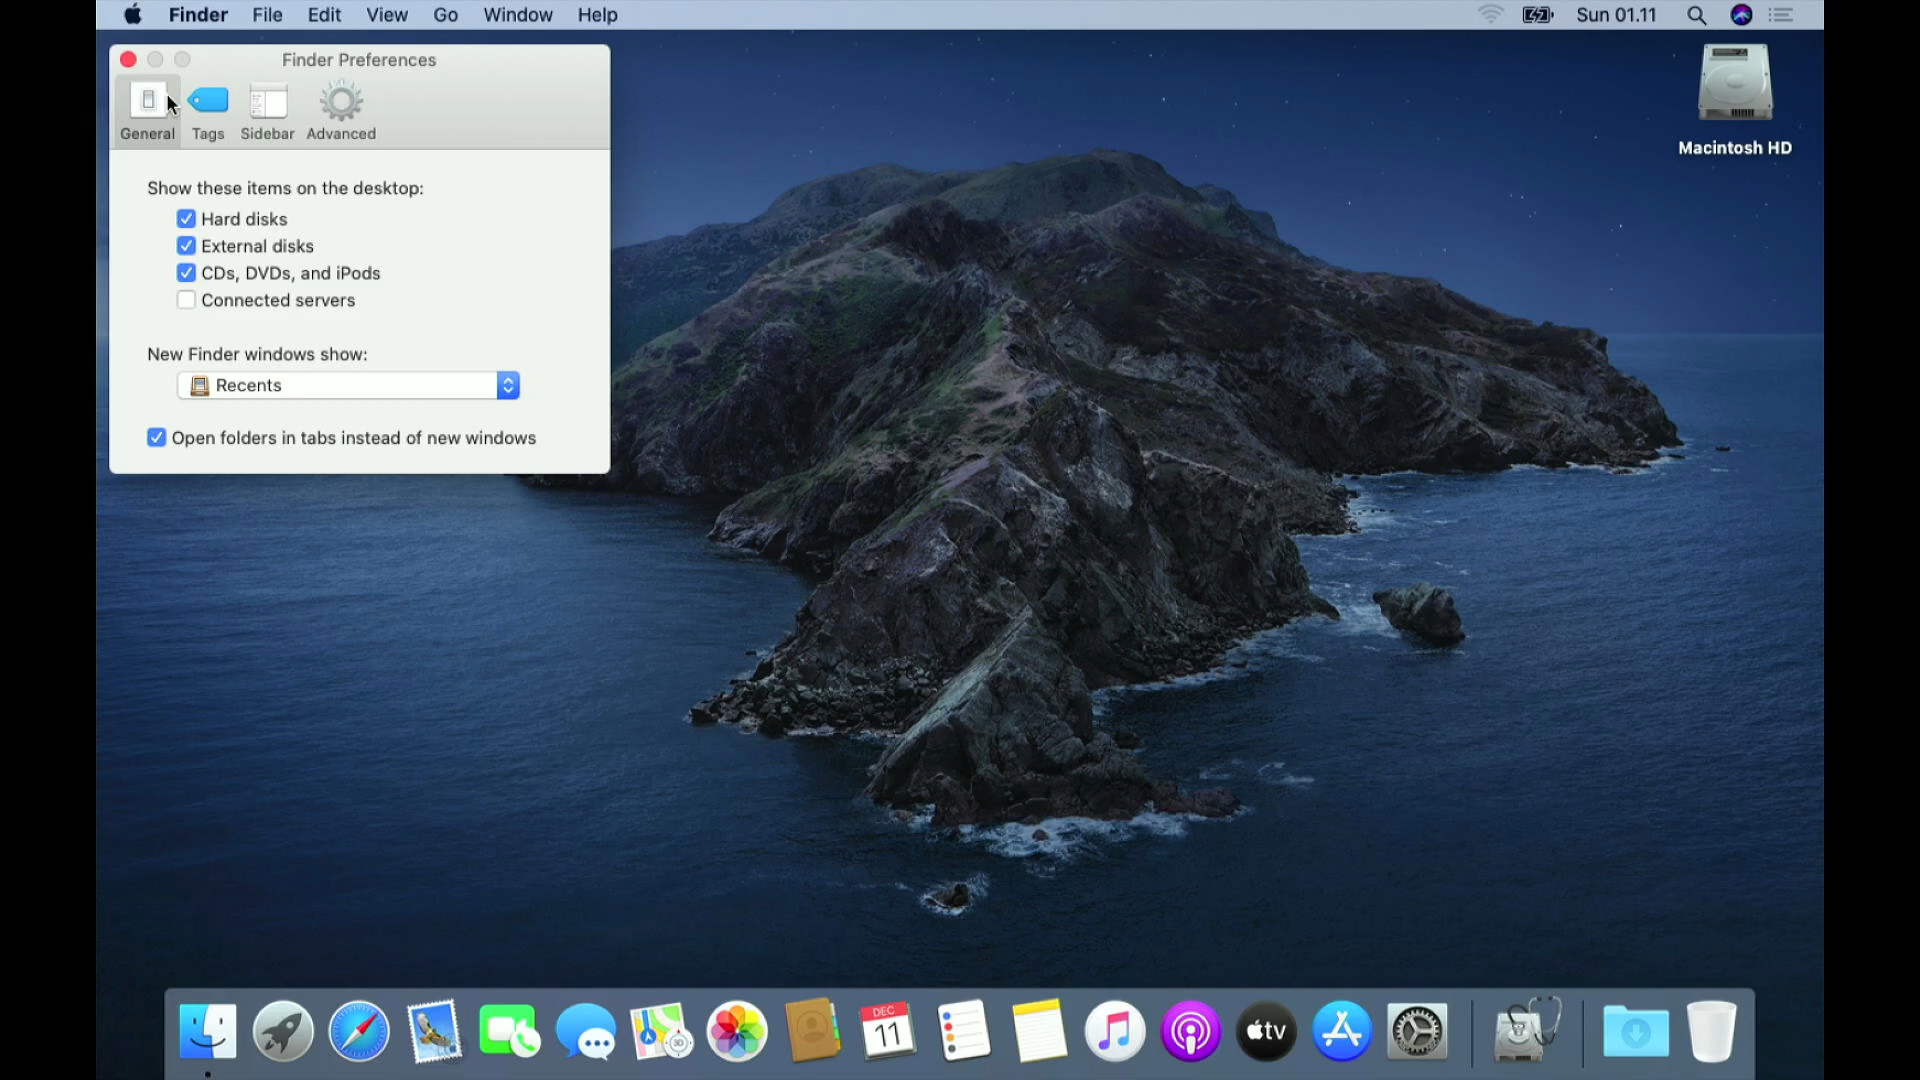 Finder File Edit View Go Window Help Sun 01.11
Finder Preferences
General Tags Sidebar Advanced
Show these items on the desktop:
Hard disks
External disks
CDs, DVDs, and iPods
Connected servers
New Finder windows show:
Recents
Open folders in tabs instead of new windows
Macintosh HD
DEC
11
3D
tv